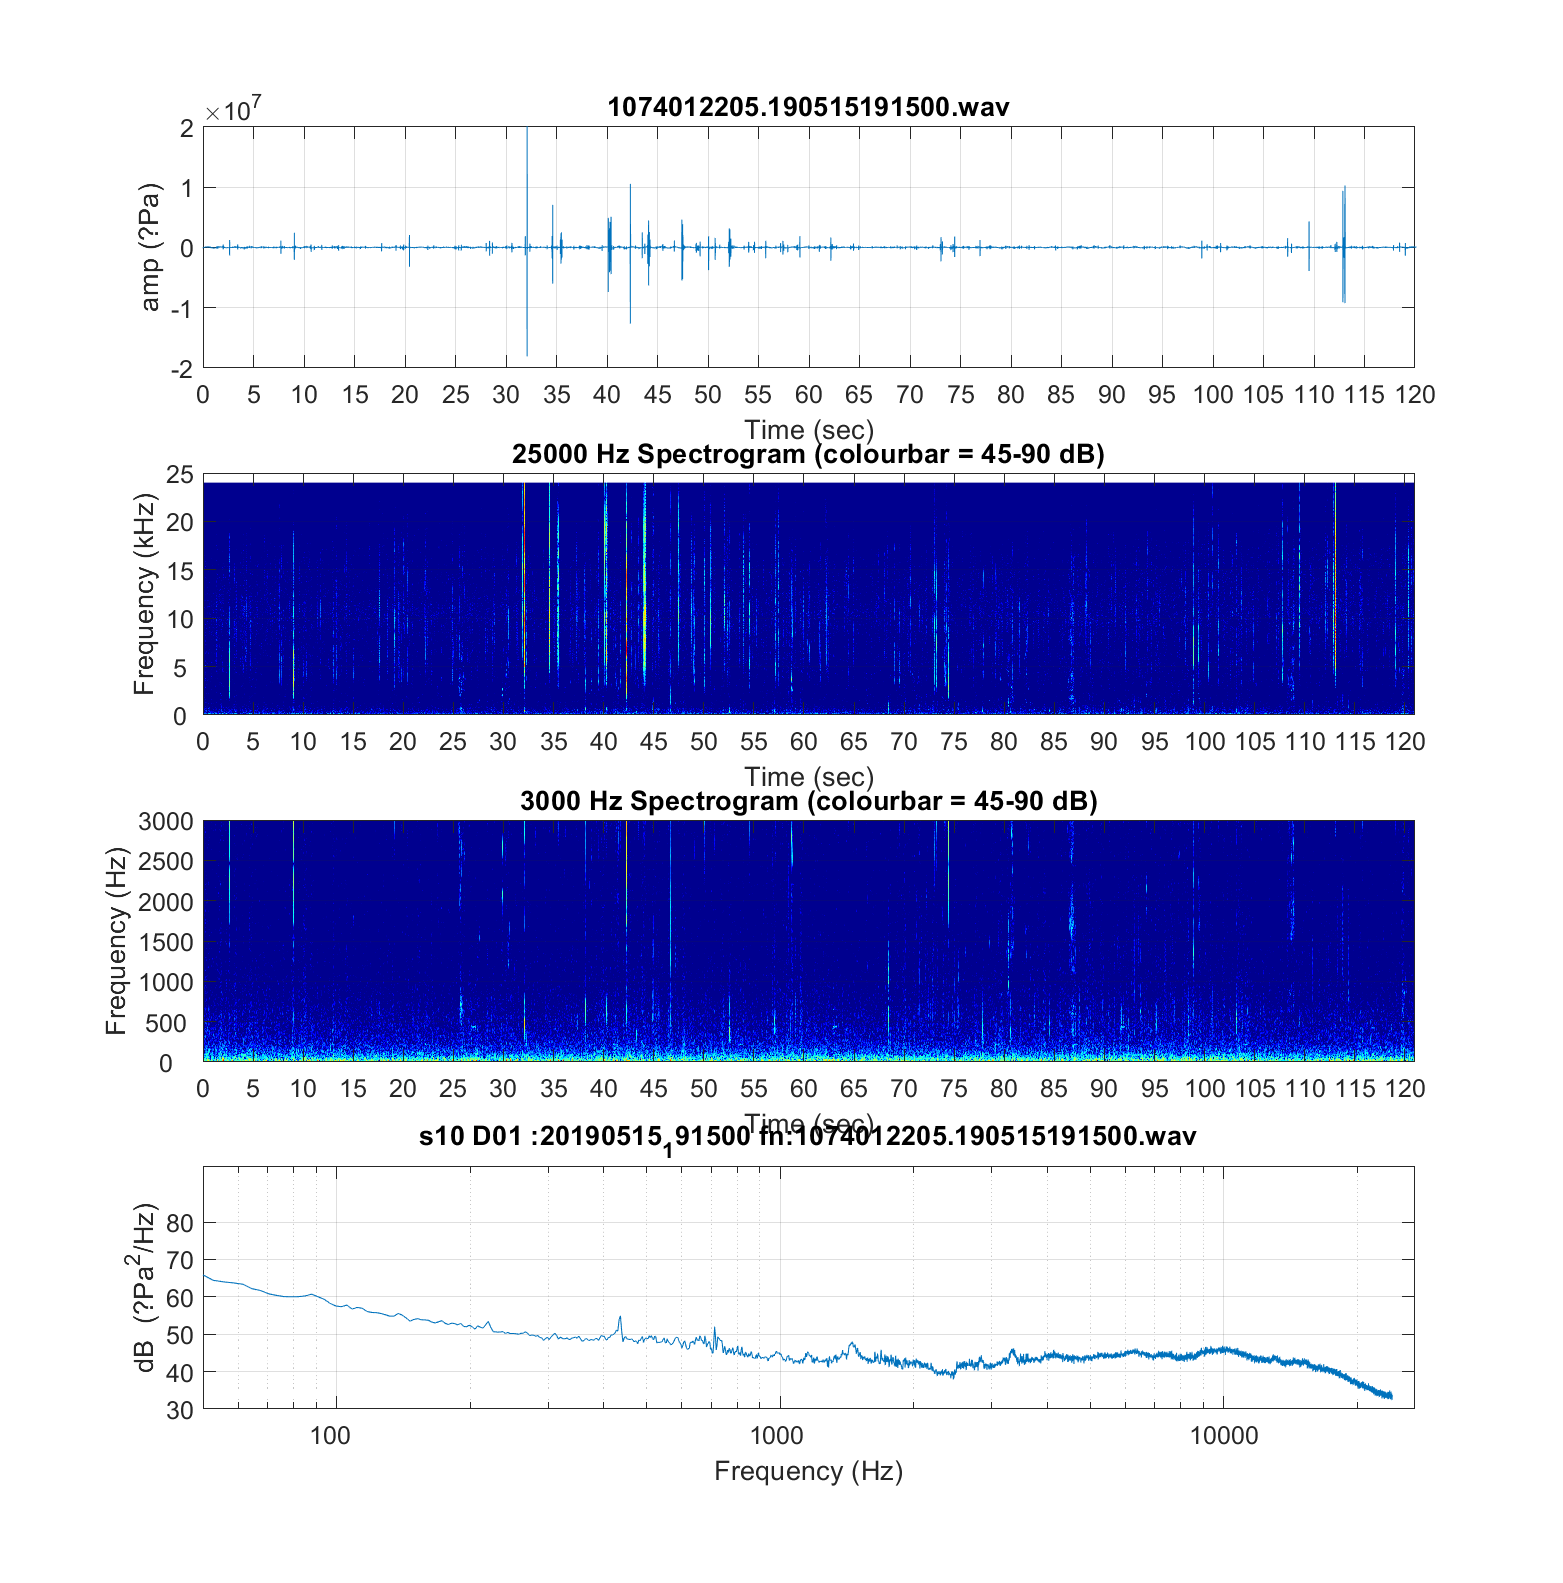 1074012205.190515191500.wav
×10^7
amp (?Pa)
2
1
0
-1
-2
0 5 10 15 20 25 30 35 40 45 50 55 60 65 70 75 80 85 90 95 100 105 110 115 120
Time (sec)
25000 Hz Spectrogram (colourbar = 45-90 dB)
Frequency (kHz)
25
20
15
10
5
0
0 5 10 15 20 25 30 35 40 45 50 55 60 65 70 75 80 85 90 95 100 105 110 115 120
Time (sec)
3000 Hz Spectrogram (colourbar = 45-90 dB)
Frequency (Hz)
3000
2500
2000
1500
1000
500
0
0 5 10 15 20 25 30 35 40 45 50 55 60 65 70 75 80 85 90 95 100 105 110 115 120
Time (sec)
s10 D01 :20190515_191500 fn:1074012205.190515191500.wav
dB (?Pa^2/Hz)
80
70
60
50
40
30
100 1000 10000
Frequency (Hz)